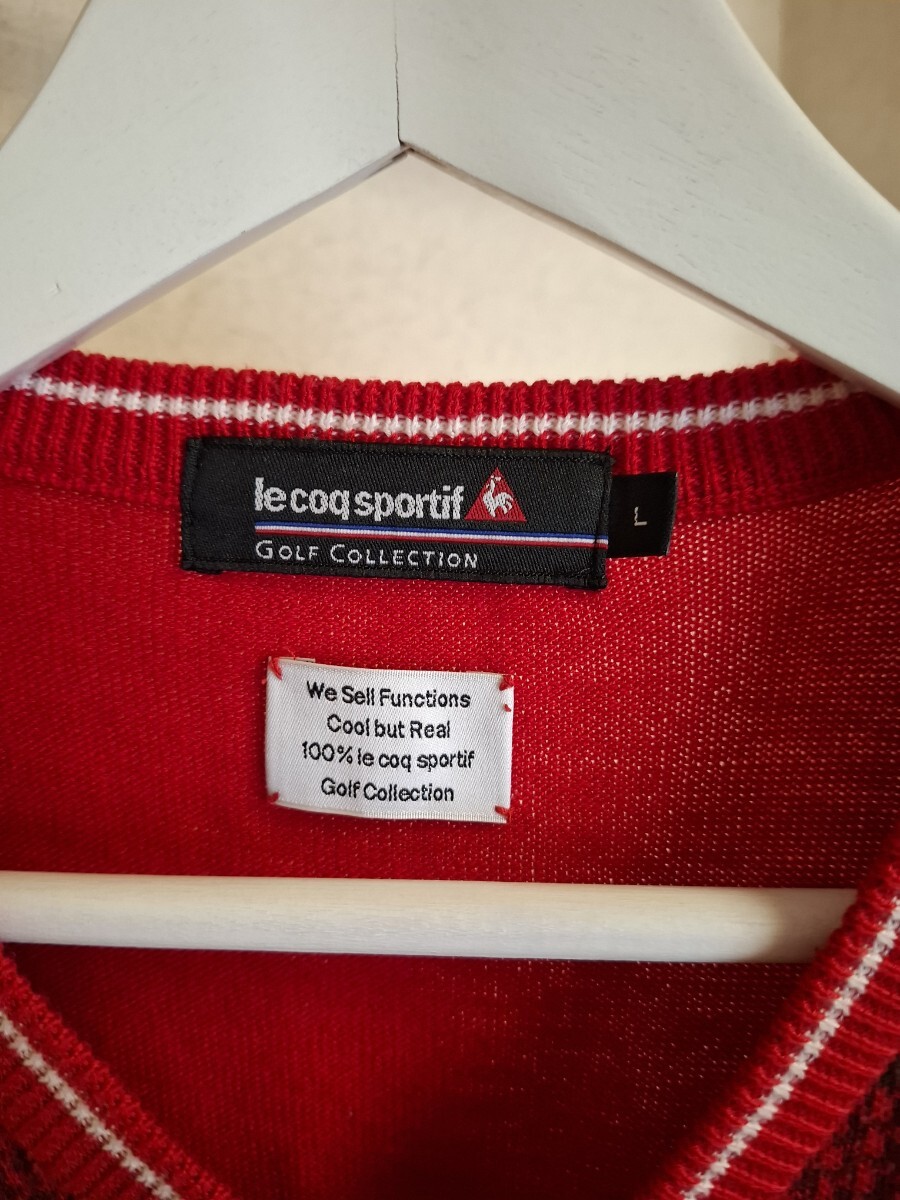 le coq sportif
GOLF COLLECTION
L
We Sell Functions
Cool but Real
100% le coq sportif
Golf Collection